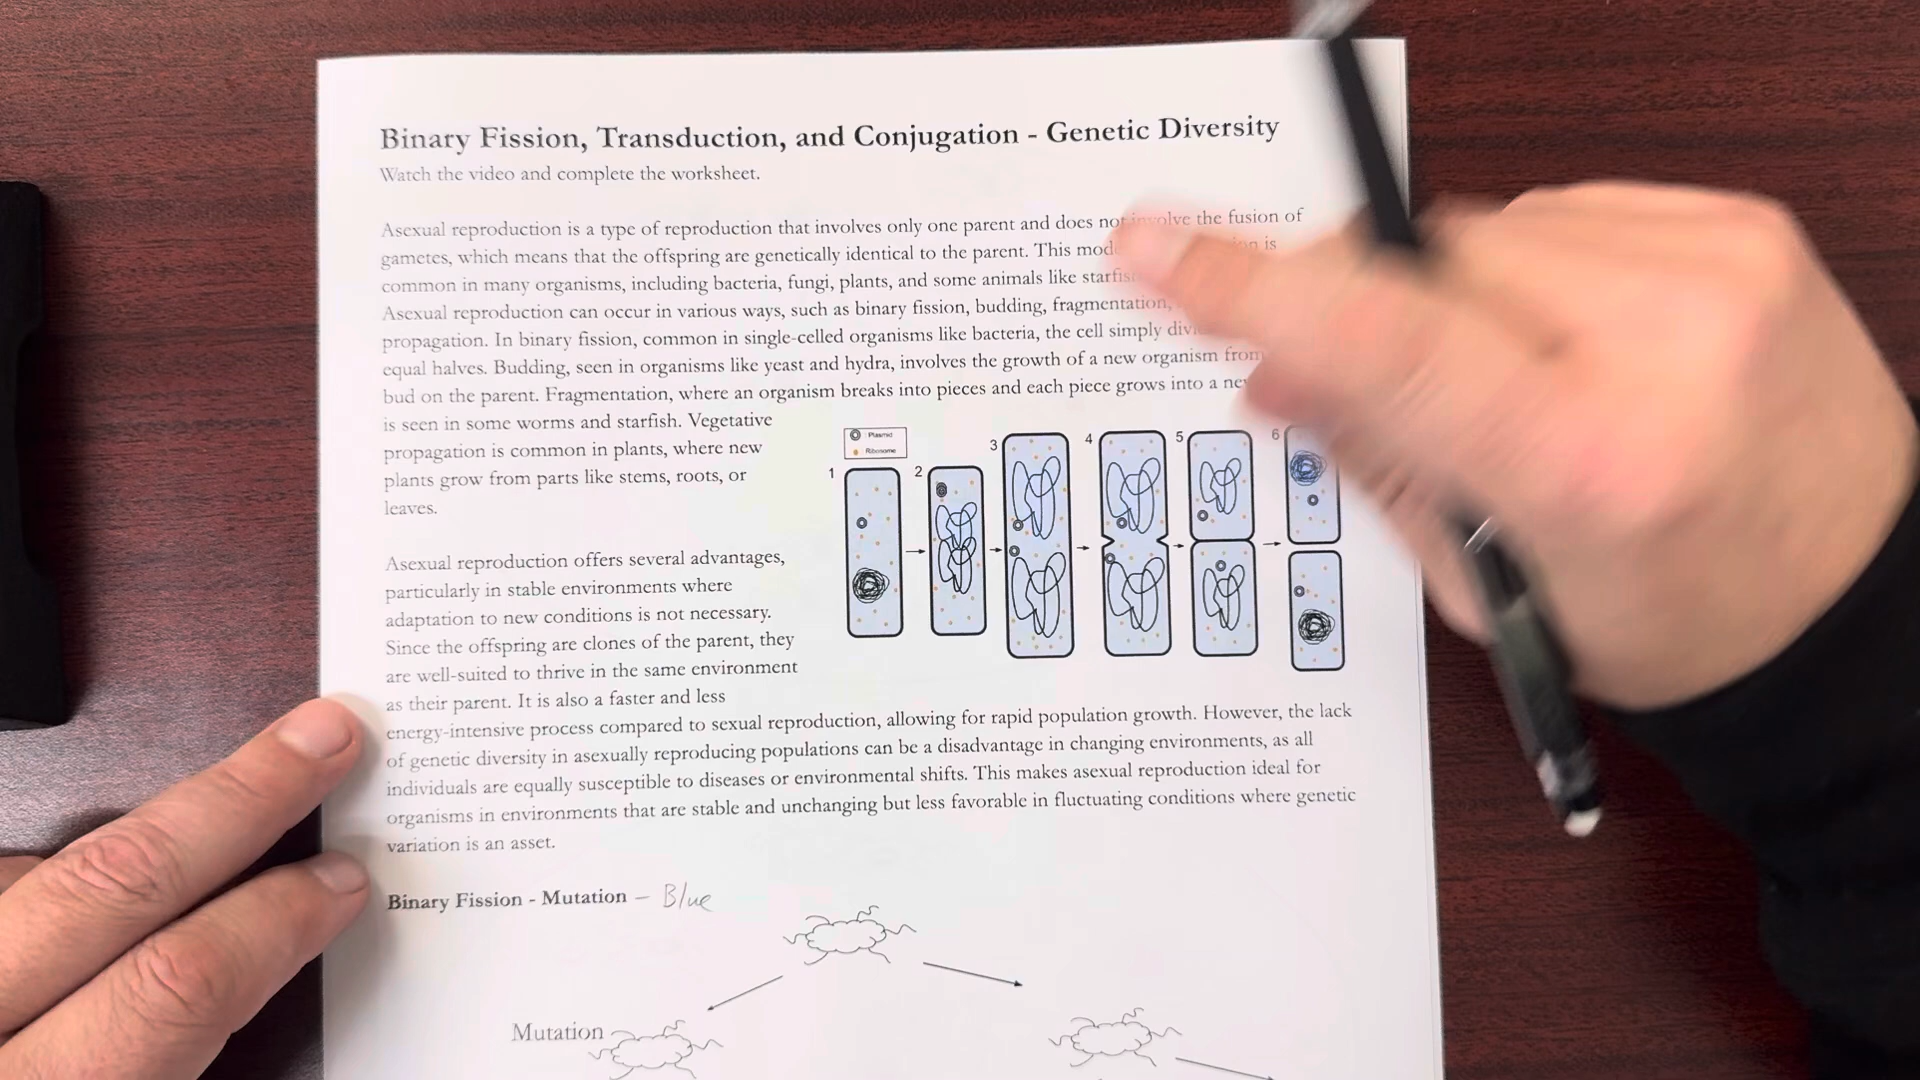 Binary Fission, Transduction, and Conjugation - Genetic Diversity
Watch the video and complete the worksheet.
Asexual reproduction is a type of reproduction that involves only one parent and does not involve the fusion of
gametes, which means that the offspring are genetically identical to the parent. This is
common in many organisms, including bacteria, fungi, plants, and some animals like
Asexual reproduction can occur in various ways, such as binary fission, budding, fragmentation,
propagation. In binary fission, common in single-celled organisms like bacteria, the cell simply
equal halves. Budding, seen in organisms like yeast and hydra, involves the growth of a new organism from
bud on the parent. Fragmentation, where an organism breaks into pieces and each piece grows into a
is seen in some worms and starfish. Vegetative
propagation is common in plants, where new
plants grow from parts like stems, roots, or
leaves.
Plasmid
Ribosome
1 2 3 4 5 6
Asexual reproduction offers several advantages,
particularly in stable environments where
adaptation to new conditions is not necessary.
Since the offspring are clones of the parent, they
are well-suited to thrive in the same environment
as their parent. It is also a faster and less
energy-intensive process compared to sexual reproduction, allowing for rapid population growth. However, the lack
of genetic diversity in asexually reproducing populations can be a disadvantage in changing environments, as all
individuals are equally susceptible to diseases or environmental shifts. This makes asexual reproduction ideal for
organisms in environments that are stable and unchanging but less favorable in fluctuating conditions where genetic
variation is an asset.
Binary Fission - Mutation – Blue
Mutation